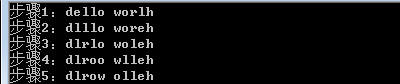 步骤1：dello worlh
步骤2：dlllo woreh
步骤3：dlrlo woleh
步骤4：dlroo wlleh
步骤5：dlrow olleh